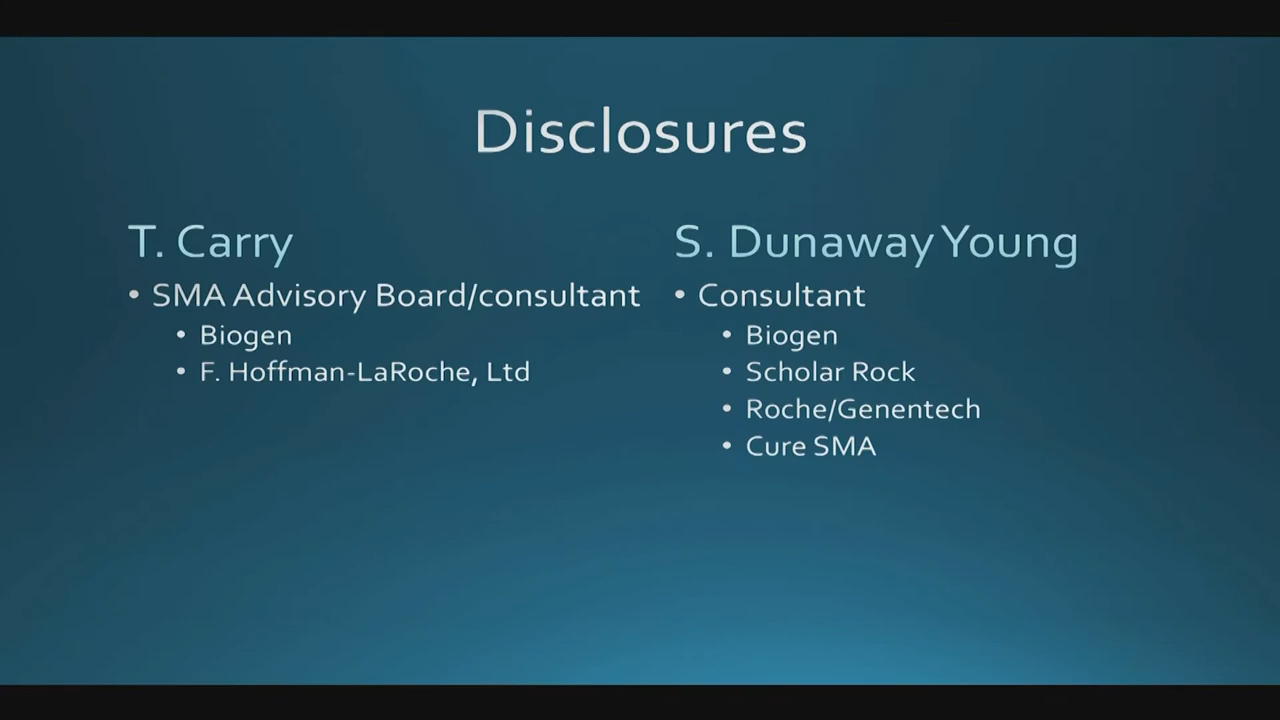 Disclosures
T. Carry
• SMA Advisory Board/consultant
• Biogen
• F. Hoffman-LaRoche, Ltd
S. Dunaway Young
• Consultant
• Biogen
• Scholar Rock
• Roche/Genentech
• Cure SMA